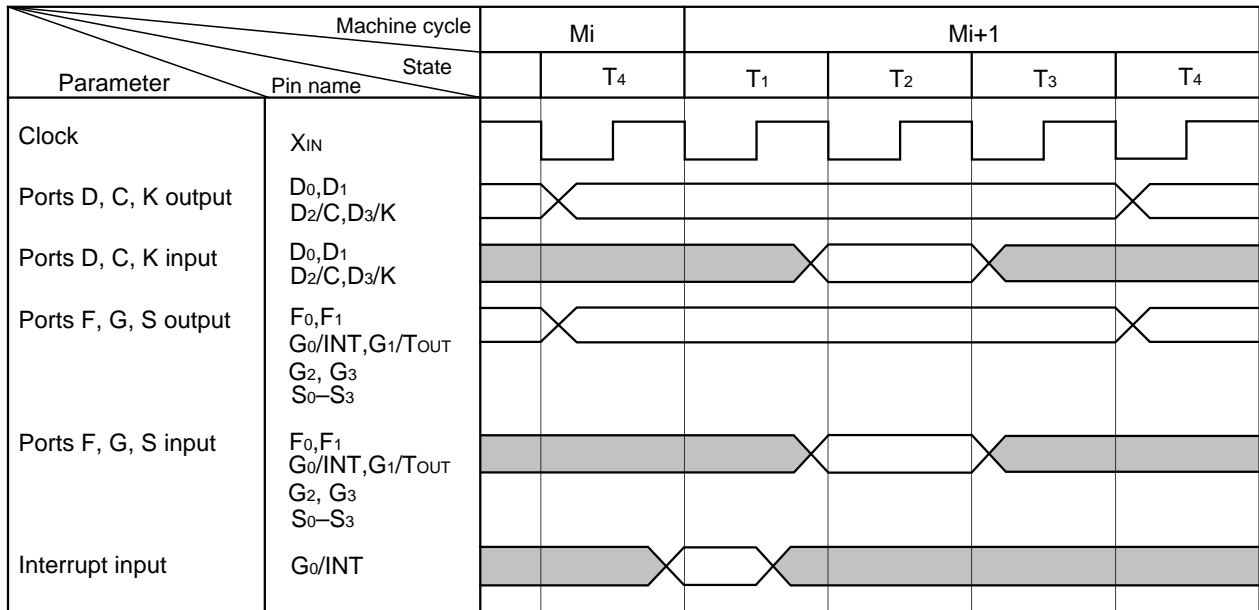 Machine cycle Mi Mi+1
State T4 T1 T2 T3 T4
Parameter Pin name
Clock XIN
Ports D, C, K output D0,D1
D2/C,D3/K
Ports D, C, K input D0,D1
D2/C,D3/K
Ports F, G, S output F0,F1
G0/INT,G1/TOUT
G2, G3
S0–S3
Ports F, G, S input F0,F1
G0/INT,G1/TOUT
G2, G3
S0–S3
Interrupt input G0/INT